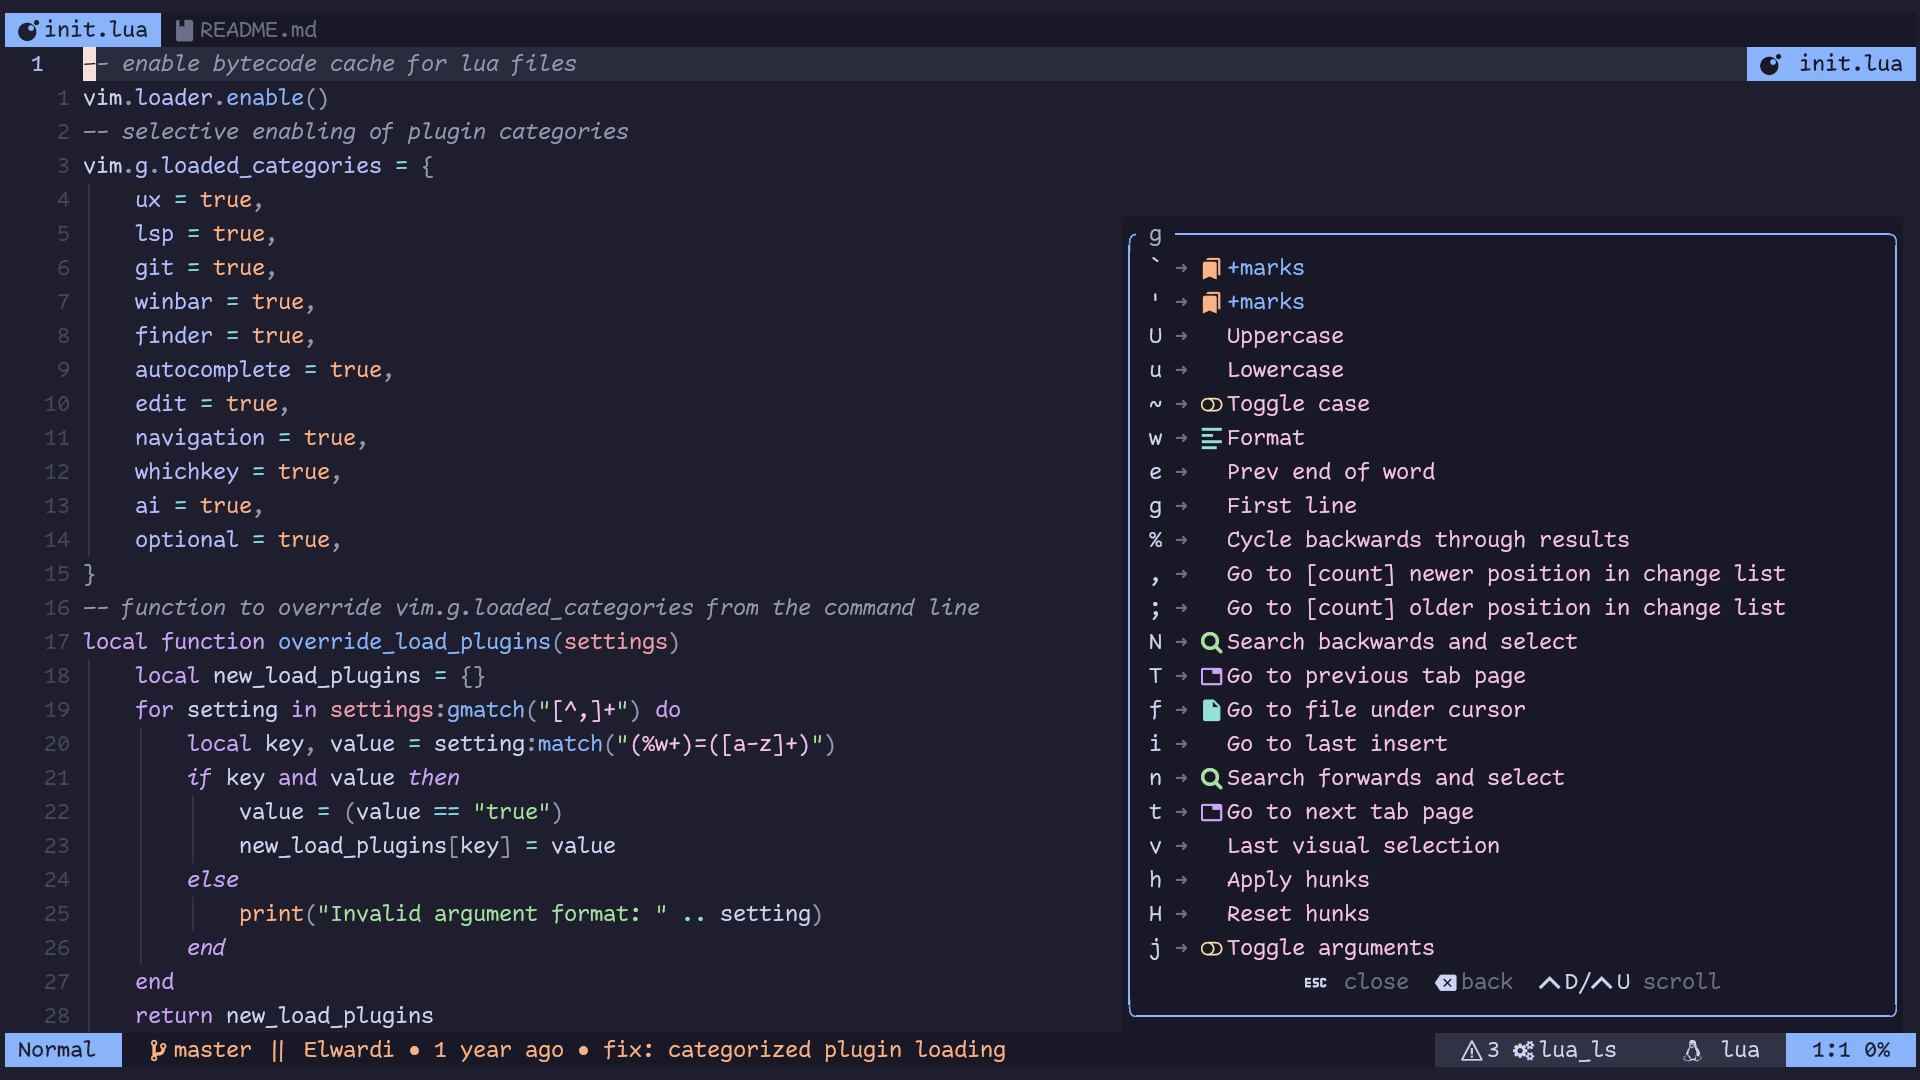 init.lua README.md
1 -- enable bytecode cache for lua files
init.lua
1 vim.loader.enable()
2 -- selective enabling of plugin categories
3 vim.g.loaded_categories = {
4 ux = true,
5 lsp = true,
6 git = true,
7 winbar = true,
8 finder = true,
9 autocomplete = true,
10 edit = true,
11 navigation = true,
12 whichkey = true,
13 ai = true,
14 optional = true,
15 }
16 -- function to override vim.g.loaded_categories from the command line
17 local function override_load_plugins(settings)
18 local new_load_plugins = {}
19 for setting in settings:gmatch("[^,]+") do
20 local key, value = setting:match("(%w+)=([a-z]+)")
21 if key and value then
22 value = (value == "true")
23 new_load_plugins[key] = value
24 else
25 print("Invalid argument format: " .. setting)
26 end
27 end
28 return new_load_plugins
g
` → +marks
' → +marks
U → Uppercase
u → Lowercase
~ → Toggle case
w → Format
e → Prev end of word
g → First line
% → Cycle backwards through results
, → Go to [count] newer position in change list
; → Go to [count] older position in change list
N → Search backwards and select
T → Go to previous tab page
f → Go to file under cursor
i → Go to last insert
n → Search forwards and select
t → Go to next tab page
v → Last visual selection
h → Apply hunks
H → Reset hunks
j → Toggle arguments
ESC close back ^D/^U scroll
Normal master || Elwardi • 1 year ago • fix: categorized plugin loading
3 lua_ls lua 1:1 0%